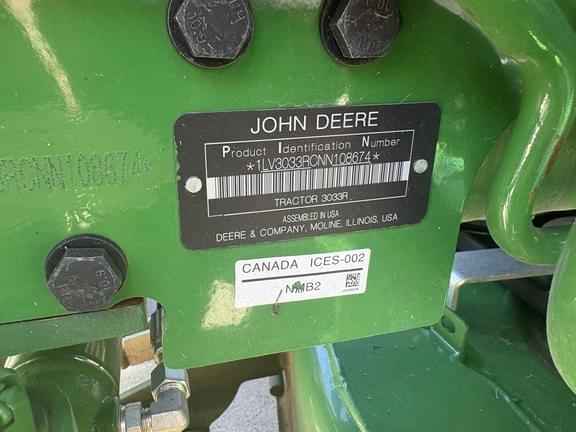 JOHN DEERE
Product Identification Number
*1LV3033RCNN108674*
TRACTOR 3033R
ASSEMBLED IN USA
DEERE & COMPANY, MOLINE, ILLINOIS, USA
RCNN108674*
CANADA ICES-002
NMB2